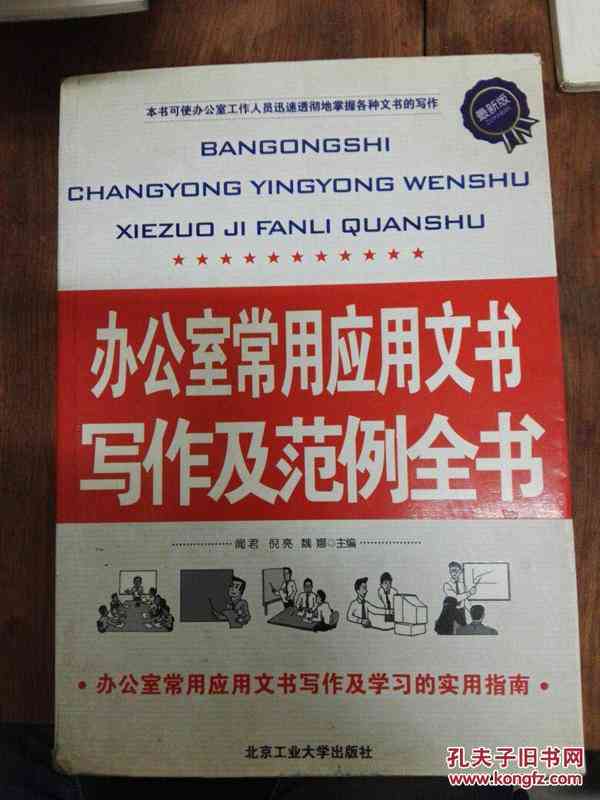 本书可使办公室工作人员迅速透彻地掌握各种文书的写作
最新版
BANGONGSHI
CHANGYONG YINGYONG WENSHU
XIEZUO JI FANLI QUANSHU
办公室常用应用文书
写作及范例全书
闻君 倪亮 魏娜◎主编
·办公室常用应用文书写作及学习的实用指南·
北京工业大学出版社
孔夫子旧书网
www.kongfz.com